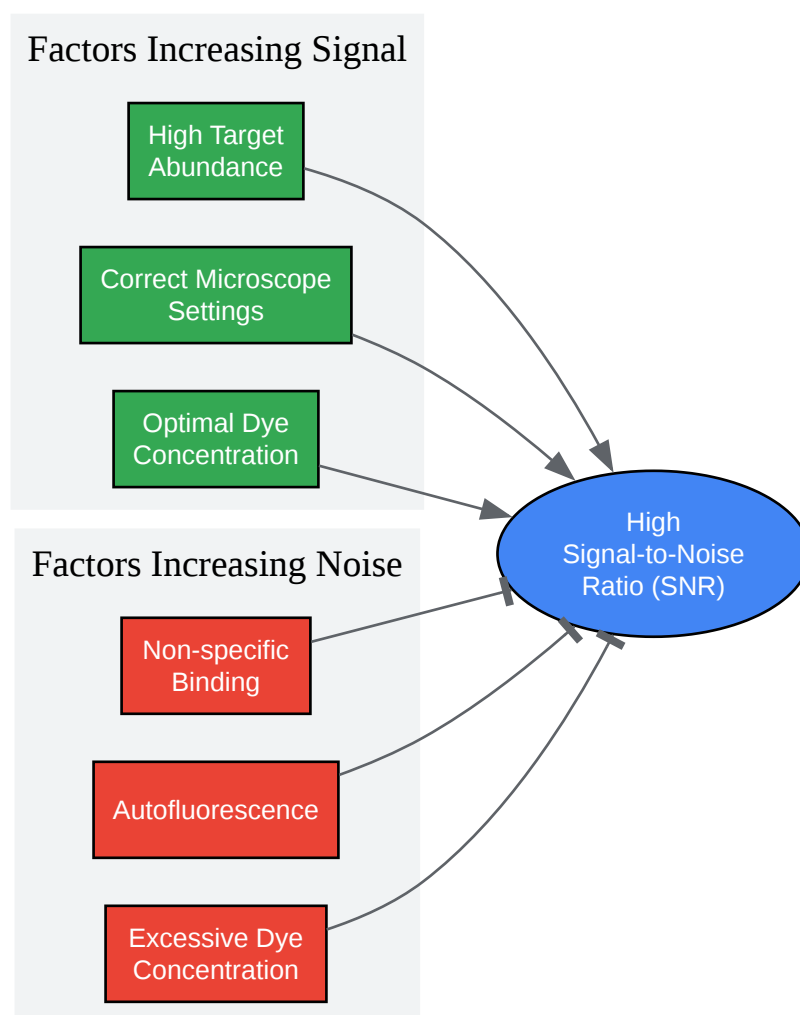 Factors Increasing Signal
High Target
Abundance
Correct Microscope
Settings
Optimal Dye
Concentration
High
Signal-to-Noise
Ratio (SNR)
Factors Increasing Noise
Non-specific
Binding
Autofluorescence
Excessive Dye
Concentration